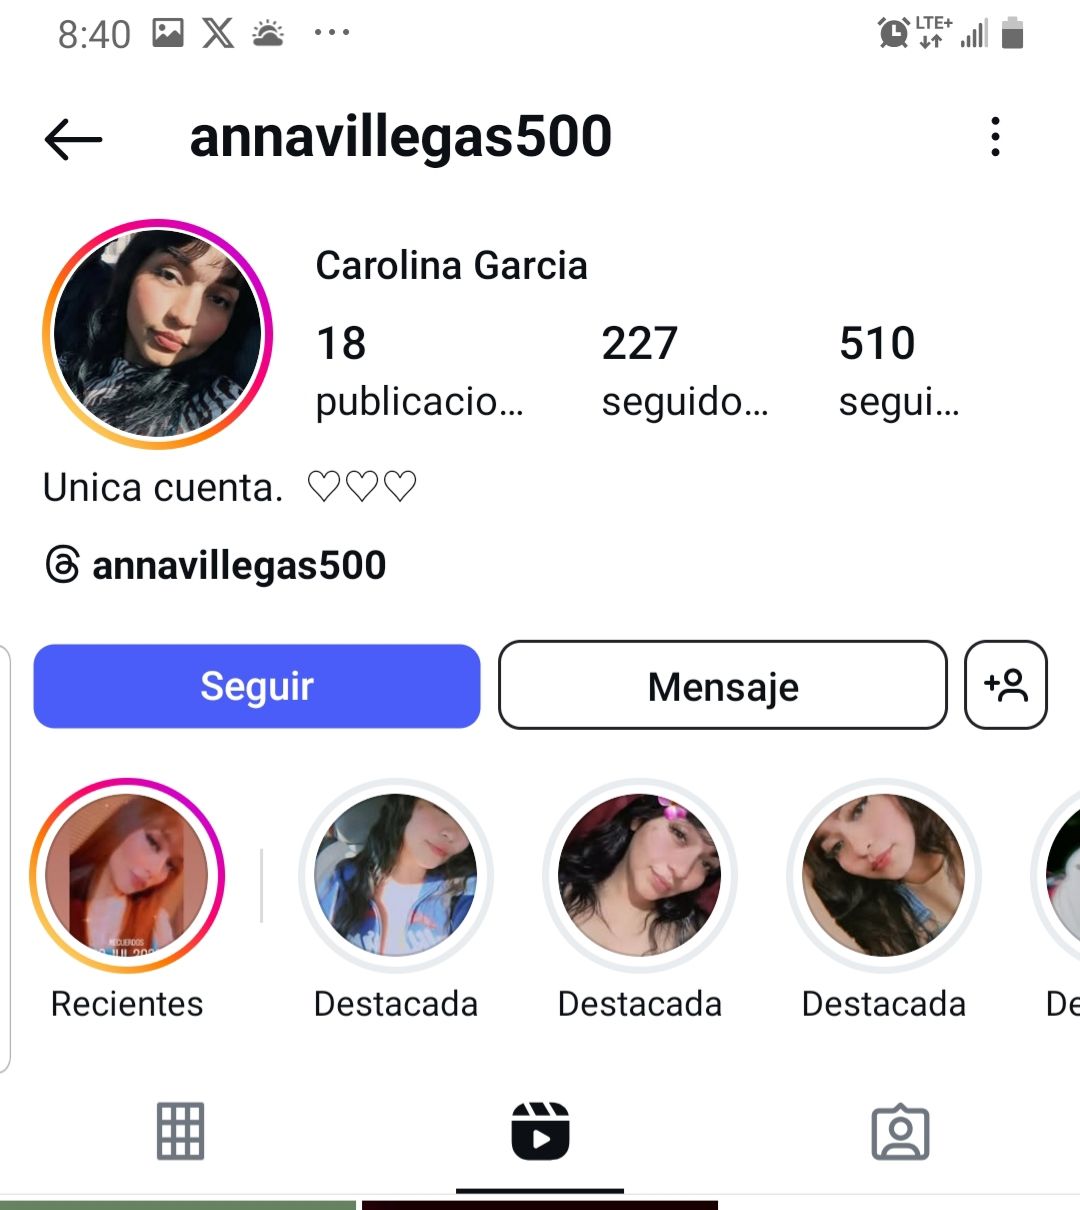 8:40 LTE+
annavillegas500
Carolina Garcia
18 227 510
publicacio... seguido... segui...
Unica cuenta. ♡♡♡
annavillegas500
Seguir Mensaje
RECUERDOS
Recientes Destacada Destacada Destacada De